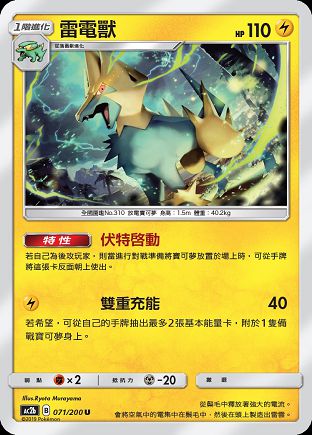 1階進化
雷電獸
HP 110
從落雷獸進化
全國圖鑑No.310 放電寶可夢 身高：1.5m 體重：40.2kg
特性 伏特啓動
若自己為後攻玩家，則當進行對戰準備將寶可夢放置於場上時，可從手牌將這張卡反面朝上使出。
雙重充能 40
若希望，可從自己的手牌抽出最多2張基本能量卡，附於1隻備戰寶可夢身上。
弱點 ×2 抵抗力 -20 撤退
Illus.Ryota Murayama
AC2b B 071/200 U
©2019 Pokémon
從鬃毛中釋放著強大的電流。
會將空氣中的電集中在鬃毛中，然後在頭上製造出雷雲。